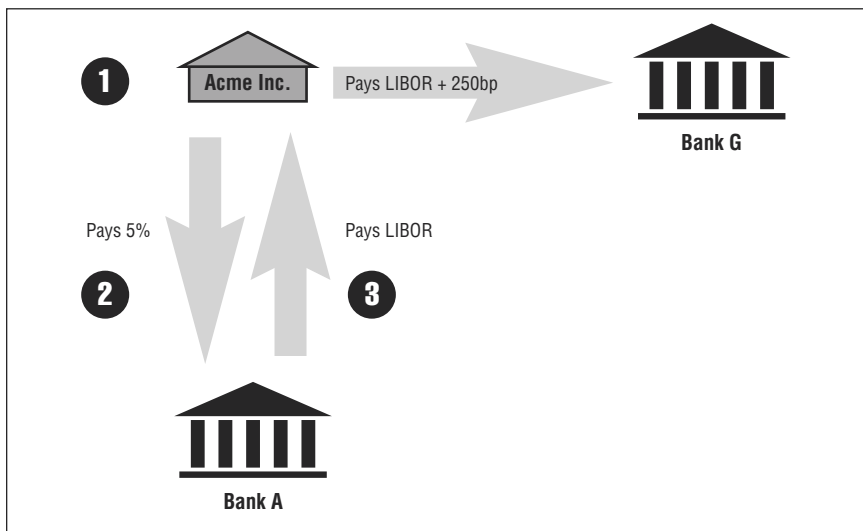 1
Acme Inc.
Pays LIBOR + 250bp
Bank G
Pays 5%
Pays LIBOR
2
3
Bank A